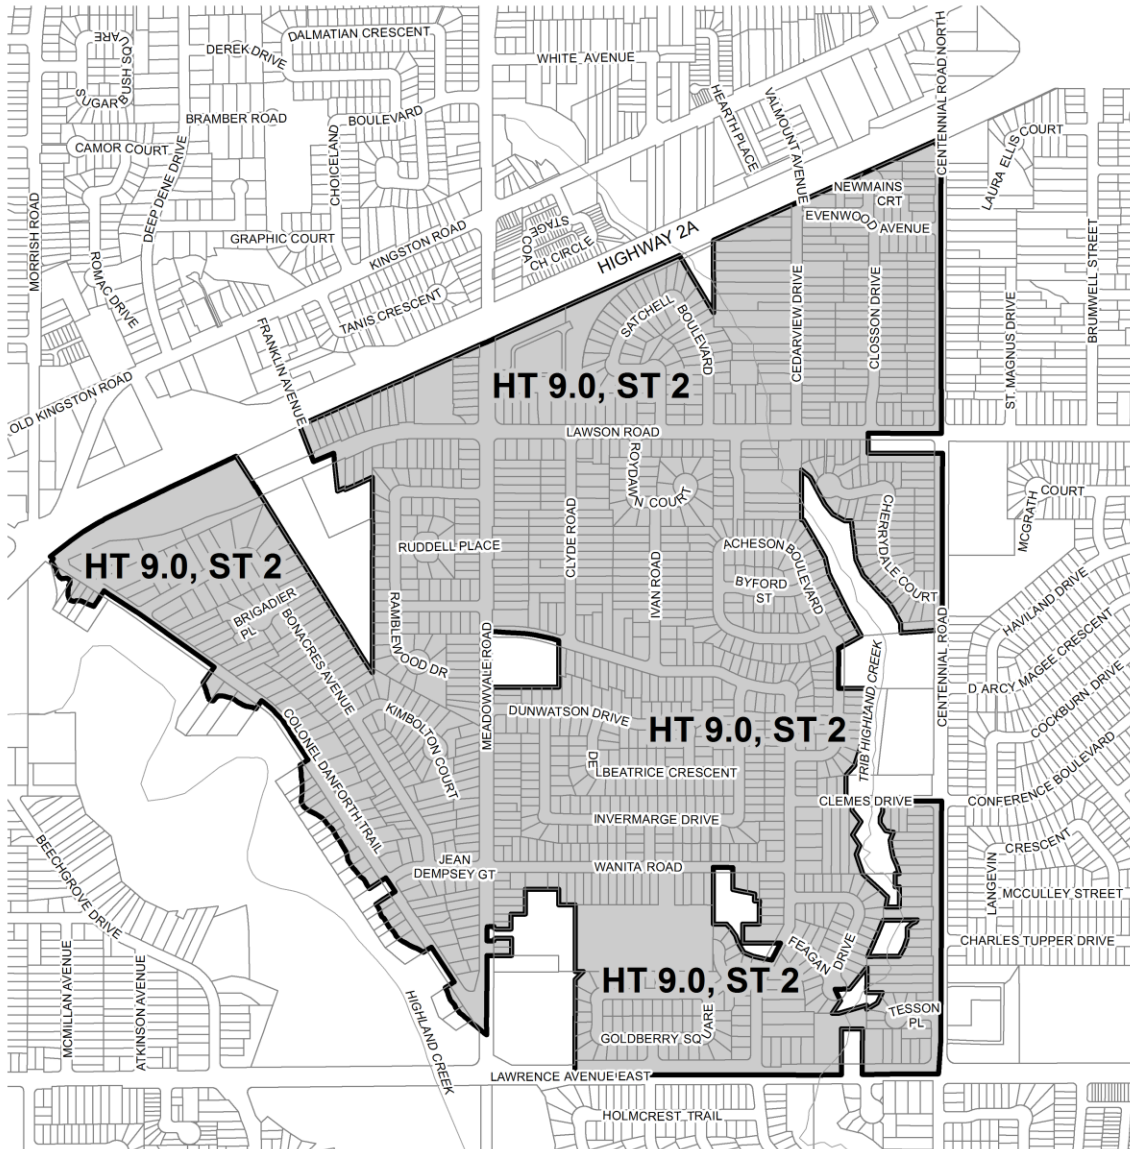 ARE
BUSH SQU
SUGAR
DEREK DRIVE
DALMATIAN CRESCENT
WHITE AVENUE
CENTENNIAL ROAD NORTH
BRAMBER ROAD
BOULEVARD
CHOICELAND
HEARTH PLACE
VALMOUNT AVENUE
CAMOR COURT
LAURA ELLIS COURT
DEEP DENE DRIVE
MORRISH ROAD
NEWMAINS
CRT
EVENWOOD AVENUE
GRAPHIC COURT
KINGSTON ROAD
STAGE
COA
CH CIRCLE
HIGHWAY 2A
ROMAC DRIVE
TANIS CRESCENT
BRUMWELL STREET
FRANKLIN AVENUE
SATCHELL
BOULEVARD
CEDARVIEW DRIVE
CLOSSON DRIVE
ST. MAGNUS DRIVE
OLD KINGSTON ROAD
HT 9.0, ST 2
LAWSON ROAD
ROYDAW
N COURT
CLYDE ROAD
MCGRATH
COURT
CHERRYDALE COURT
RUDDELL PLACE
ACHESON BOULEVARD
BYFORD
ST
IVAN ROAD
HT 9.0, ST 2
BRIGADIER
PL
BONACRES AVENUE
RAMBLEWOOD DR
MEADOWVALE ROAD
HAVILAND DRIVE
CENTENNIAL ROAD
TRIB HIGHLAND CREEK
D ARCY MAGEE CRESCENT
COCKBURN DRIVE
KIMBOLTON COURT
DUNWATSON DRIVE
HT 9.0, ST 2
COLONEL DANFORTH TRAIL
DE
LBEATRICE CRESCENT
CONFERENCE BOULEVARD
CLEMES DRIVE
INVERMARGE DRIVE
BEECHGROVE DRIVE
CRESCENT
LANGEVIN
JEAN
DEMPSEY GT
WANITA ROAD
MCCULLEY STREET
CHARLES TUPPER DRIVE
FEAGAN
DRIVE
MCMILLAN AVENUE
ATKINSON AVENUE
HIGHLAND CREEK
HT 9.0, ST 2
TESSON
PL
GOLDBERRY SQUARE
LAWRENCE AVENUE EAST
HOLMCREST TRAIL